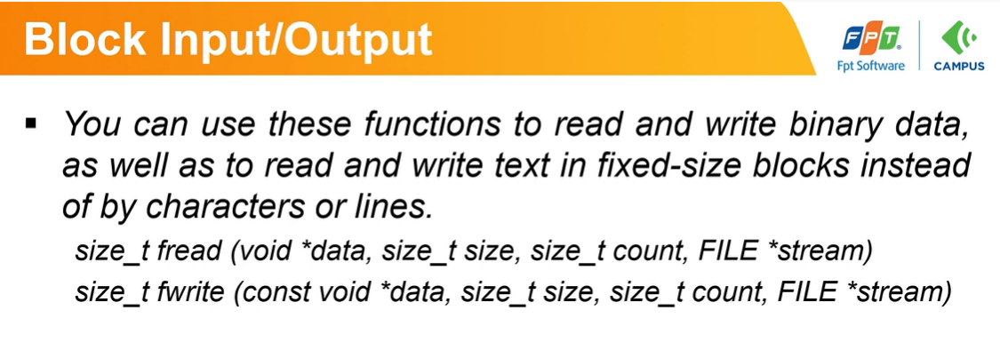 Block Input/Output
FPT
Fpt Software
CAMPUS
▪ You can use these functions to read and write binary data,
as well as to read and write text in fixed-size blocks instead
of by characters or lines.
size_t fread (void *data, size_t size, size_t count, FILE *stream)
size_t fwrite (const void *data, size_t size, size_t count, FILE *stream)